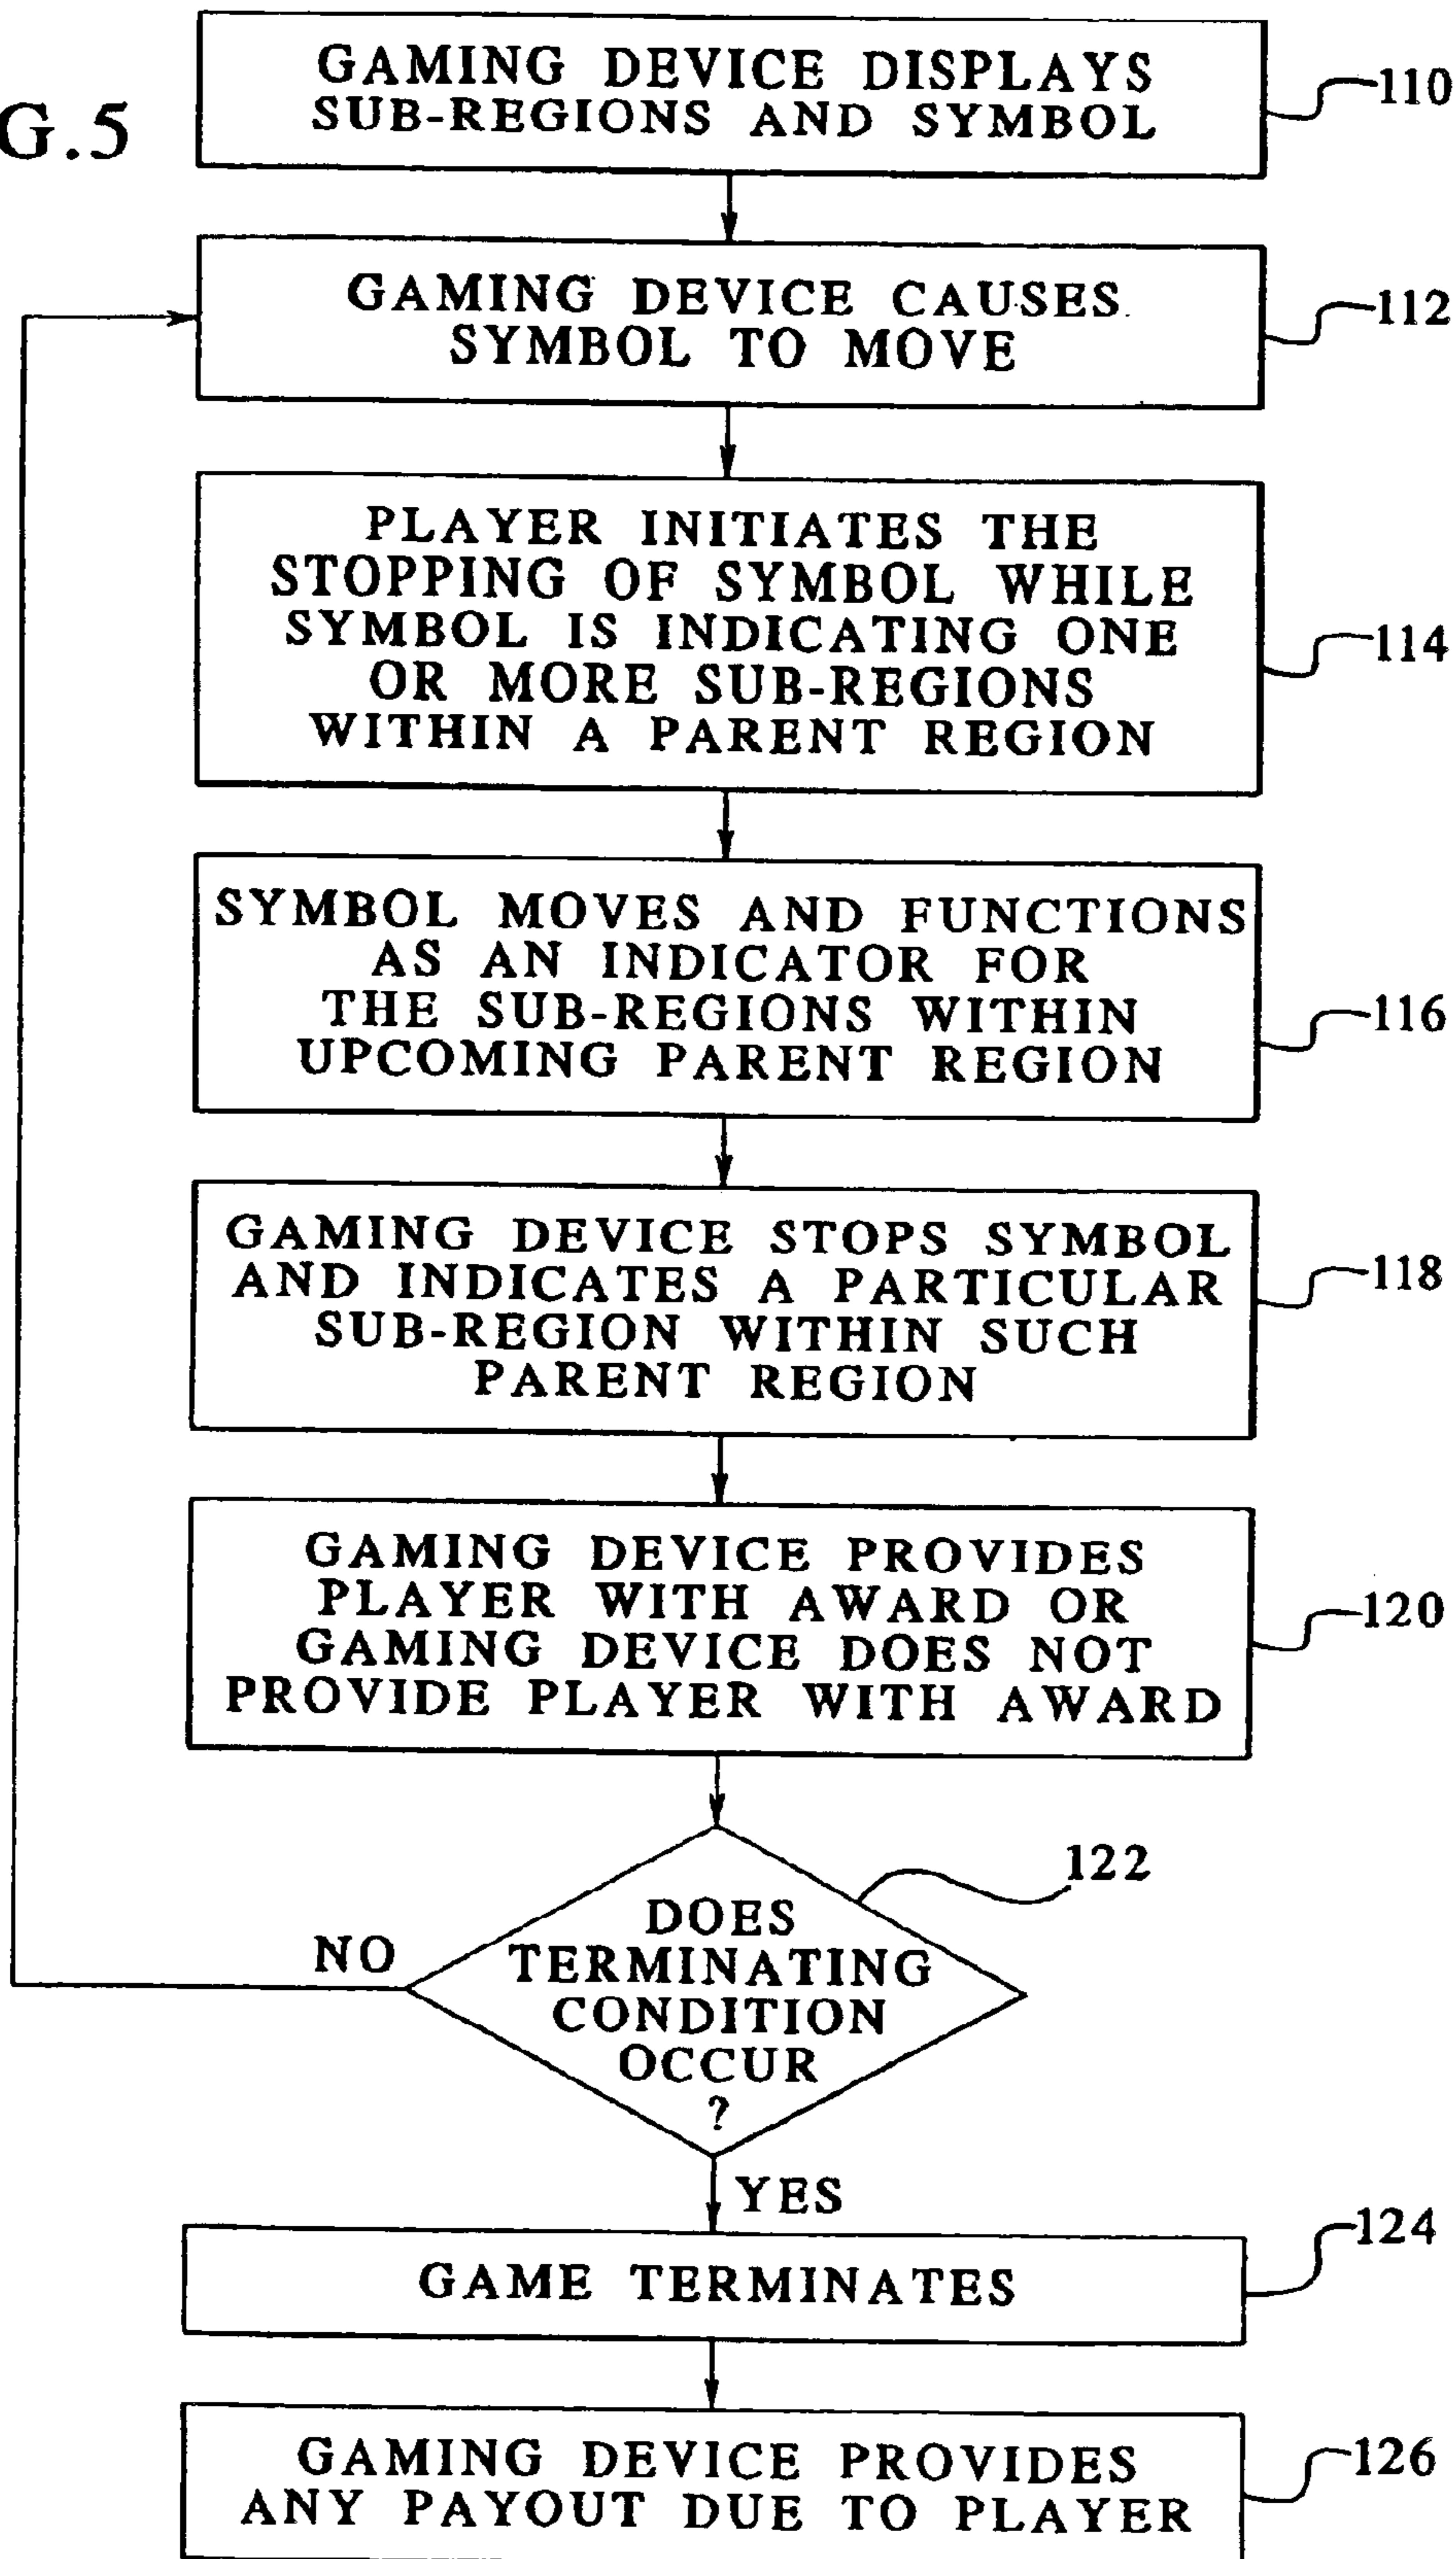 G.5
GAMING DEVICE DISPLAYS
SUB-REGIONS AND SYMBOL
110
GAMING DEVICE CAUSES
SYMBOL TO MOVE
112
PLAYER INITIATES THE
STOPPING OF SYMBOL WHILE
SYMBOL IS INDICATING ONE
OR MORE SUB-REGIONS
WITHIN A PARENT REGION
114
SYMBOL MOVES AND FUNCTIONS
AS AN INDICATOR FOR
THE SUB-REGIONS WITHIN
UPCOMING PARENT REGION
116
GAMING DEVICE STOPS SYMBOL
AND INDICATES A PARTICULAR
SUB-REGION WITHIN SUCH
PARENT REGION
118
GAMING DEVICE PROVIDES
PLAYER WITH AWARD OR
GAMING DEVICE DOES NOT
PROVIDE PLAYER WITH AWARD
120
122
DOES
TERMINATING
CONDITION
OCCUR
?
NO
YES
GAME TERMINATES
124
GAMING DEVICE PROVIDES
ANY PAYOUT DUE TO PLAYER
126